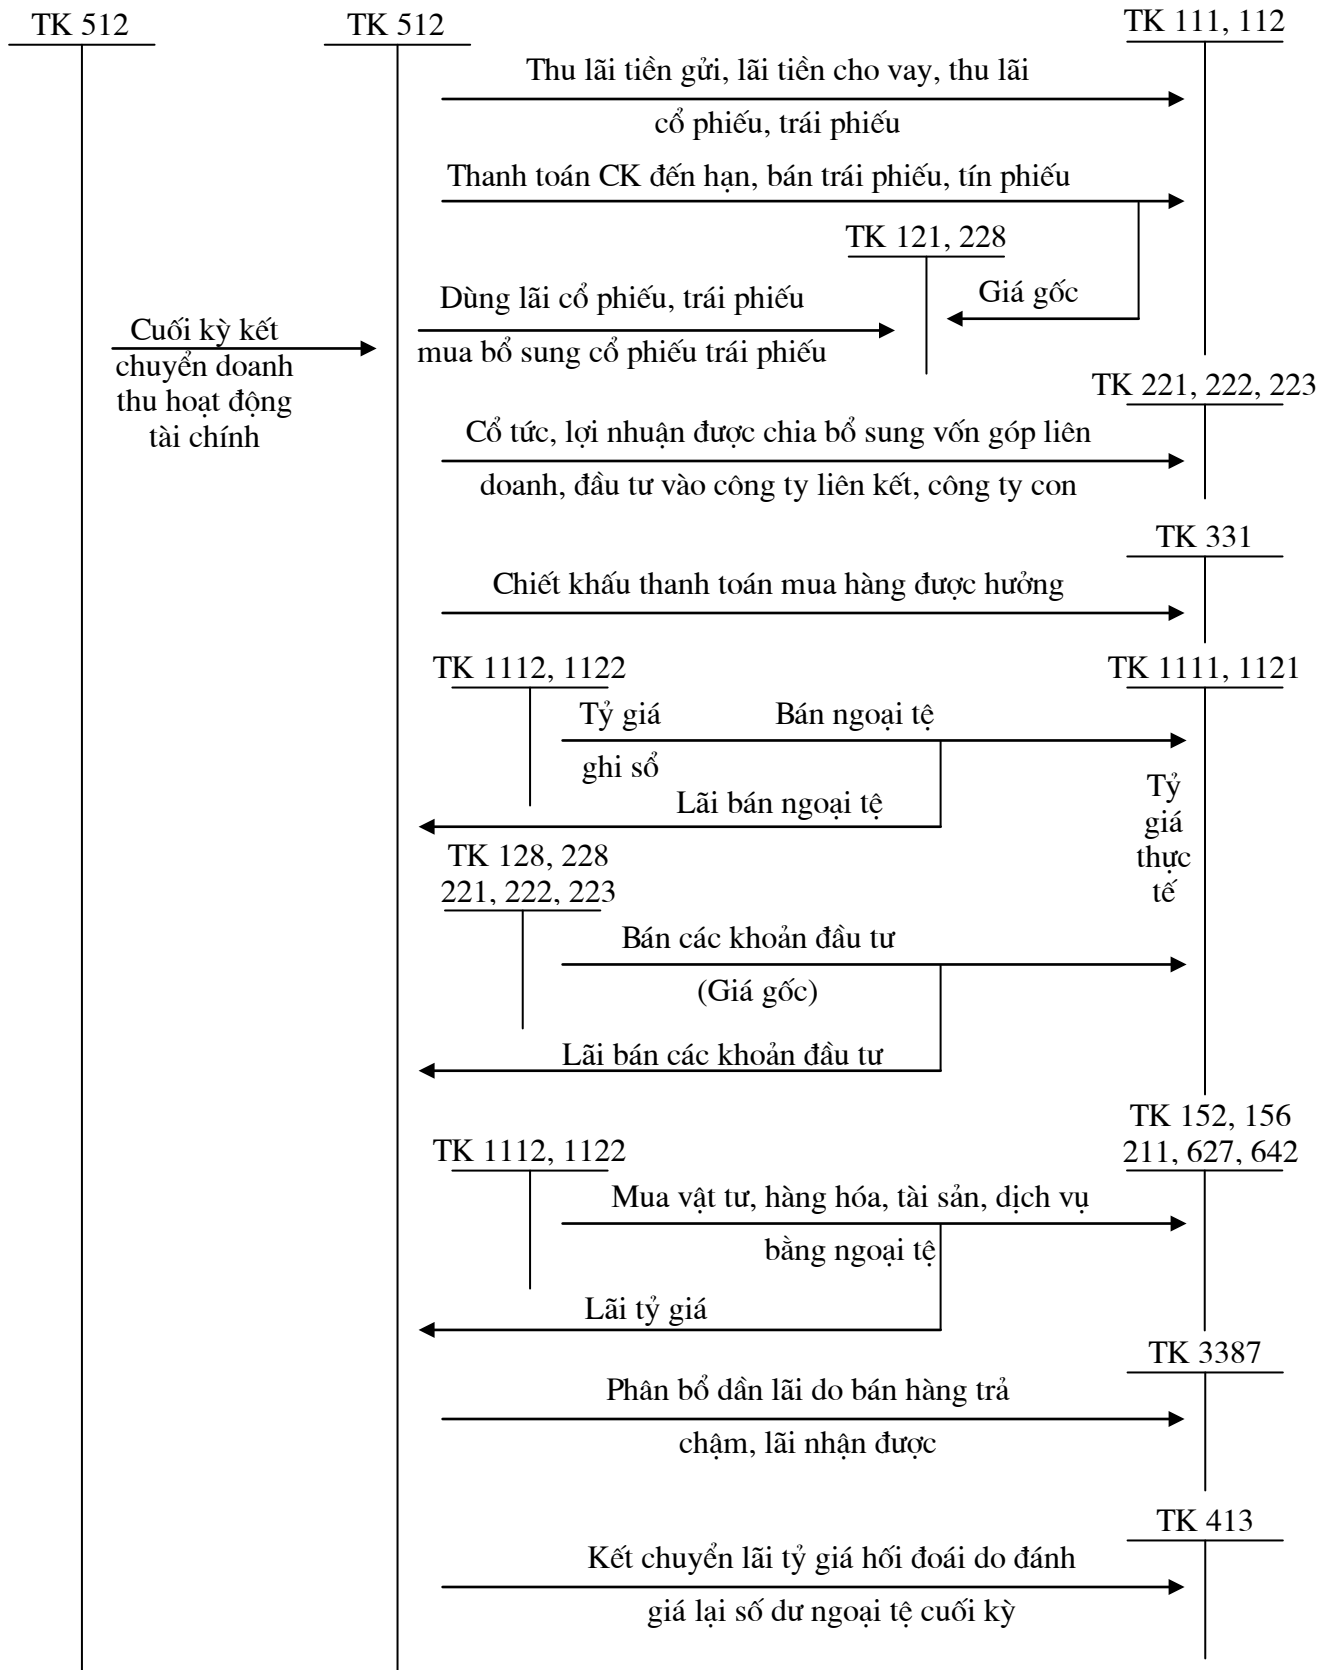 TK 512
TK 512
TK 111, 112
Thu lãi tiền gửi, lãi tiền cho vay, thu lãi
cổ phiếu, trái phiếu
Thanh toán CK đến hạn, bán trái phiếu, tín phiếu
TK 121, 228
Giá gốc
Dùng lãi cổ phiếu, trái phiếu
mua bổ sung cổ phiếu trái phiếu
Cuối kỳ kết
chuyển doanh
thu hoạt động
tài chính
TK 221, 222, 223
Cổ tức, lợi nhuận được chia bổ sung vốn góp liên
doanh, đầu tư vào công ty liên kết, công ty con
TK 331
Chiết khấu thanh toán mua hàng được hưởng
TK 1112, 1122
TK 1111, 1121
Tỷ giá
Bán ngoại tệ
ghi sổ
Lãi bán ngoại tệ
Tỷ
giá
thực
tế
TK 128, 228
221, 222, 223
Bán các khoản đầu tư
(Giá gốc)
Lãi bán các khoản đầu tư
TK 152, 156
211, 627, 642
TK 1112, 1122
Mua vật tư, hàng hóa, tài sản, dịch vụ
bằng ngoại tệ
Lãi tỷ giá
TK 3387
Phân bổ dần lãi do bán hàng trả
chậm, lãi nhận được
TK 413
Kết chuyển lãi tỷ giá hối đoái do đánh
giá lại số dư ngoại tệ cuối kỳ